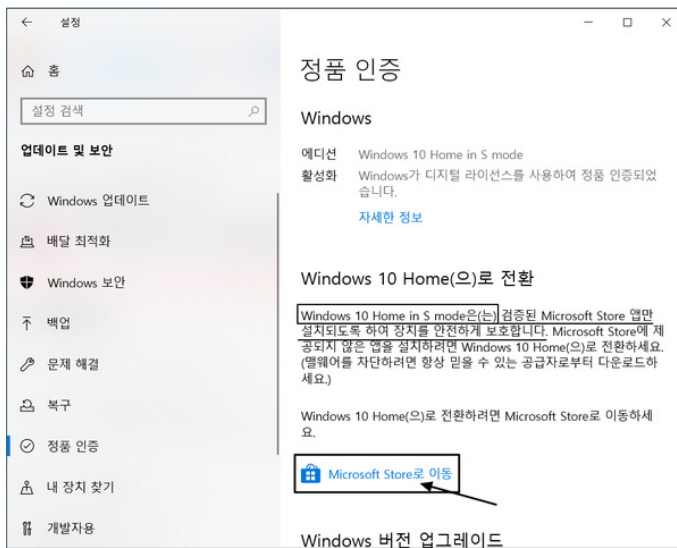 설정
홈
설정 검색
업데이트 및 보안
Windows 업데이트
배달 최적화
Windows 보안
백업
문제 해결
복구
정품 인증
내 장치 찾기
개발자용
정품 인증
Windows
에디션 Windows 10 Home in S mode
활성화 Windows가 디지털 라이선스를 사용하여 정품 인증되었
습니다.
자세한 정보
Windows 10 Home(으)로 전환
Windows 10 Home in S mode은(는) 검증된 Microsoft Store 앱만
설치되도록 하여 장치를 안전하게 보호합니다. Microsoft Store에 제
공되지 않은 앱을 설치하려면 Windows 10 Home(으)로 전환하세요.
(맬웨어를 차단하려면 항상 믿을 수 있는 공급자로부터 다운로드하
세요.)
Windows 10 Home(으)로 전환하려면 Microsoft Store로 이동하세
요.
Microsoft Store로 이동
Windows 버전 업그레이드